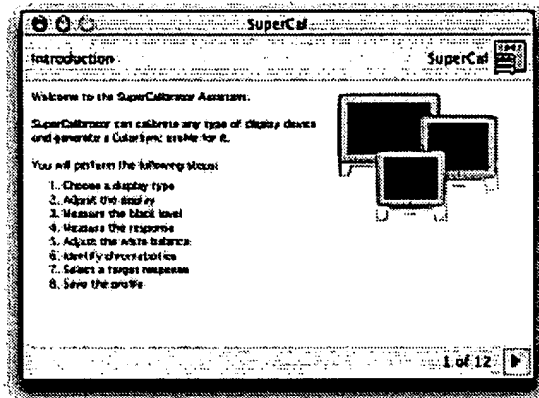 SuperCal
Introduction
SuperCal
Welcome to the SuperCalibrator Assistant.
SuperCalibrator can calibrate any type of display device
and generate a ColorSync profile for it.
You will perform the following steps:
1. Choose a display type
2. Adjust the display
3. Measure the black level
4. Measure the response
5. Adjust the white balance
6. Identify chromaticities
7. Select a target response
8. Save the profile
1 of 12